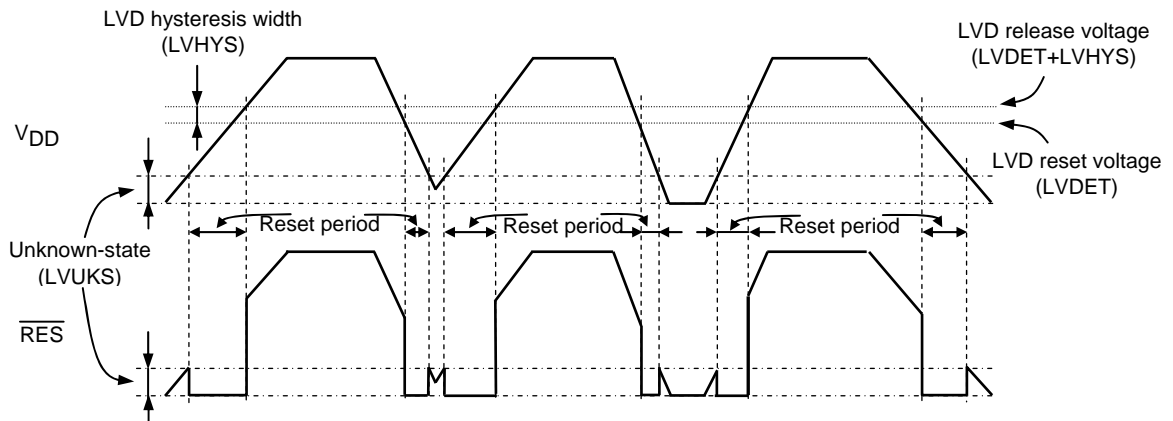 LVD hysteresis width
(LVHYS)
LVD release voltage
(LVDET+LVHYS)
VDD
LVD reset voltage
(LVDET)
Reset period
Reset period
Reset period
Unknown-state
(LVUKS)
RES